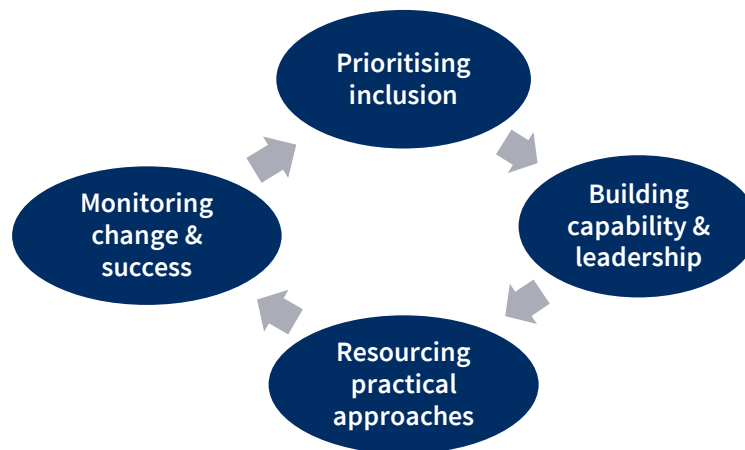 Prioritising
inclusion
Building
capability &
leadership
Resourcing
practical
approaches
Monitoring
change &
success